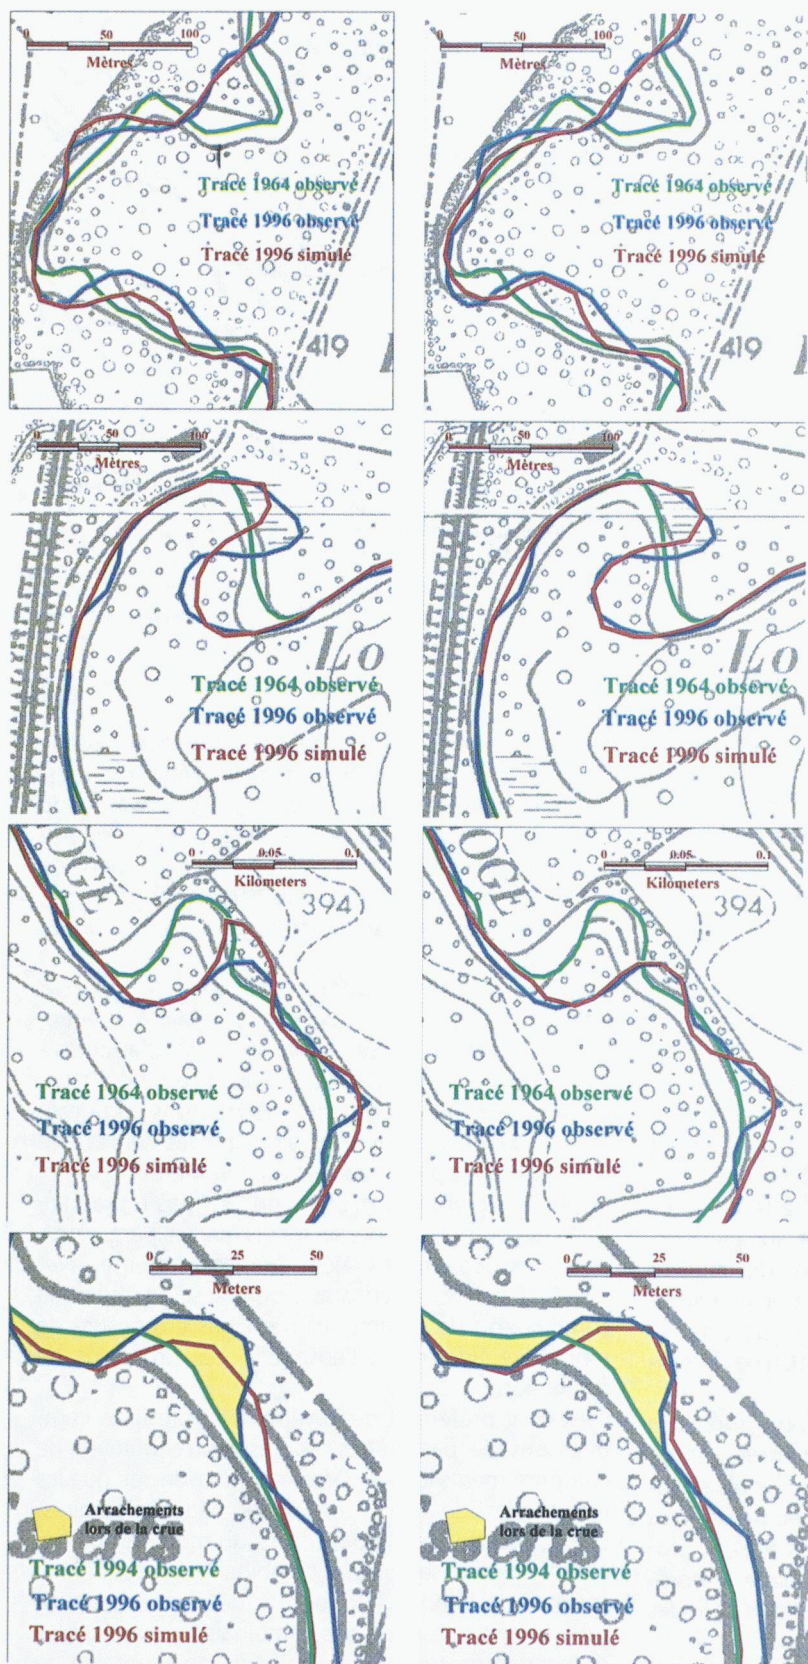 0 50 100
Mètres
Tracé 1964 observé
Tracé 1996 observé
Tracé 1996 simulé
419
0 50 100
Mètres
Tracé 1964 observé
Tracé 1996 observé
Tracé 1996 simulé
419
0 50 100
Mètres
Lo
Tracé 1964 observé
Tracé 1996 observé
Tracé 1996 simulé
0 50 100
Mètres
Lo
Tracé 1964 observé
Tracé 1996 observé
Tracé 1996 simulé
OGE
0 0.05 0.1
Kilometers
394
Tracé 1964 observé
Tracé 1996 observé
Tracé 1996 simulé
OGE
0 0.05 0.1
Kilometers
394
Tracé 1964 observé
Tracé 1996 observé
Tracé 1996 simulé
0 25 50
Meters
Arrachements
lors de la crue
sserts
Tracé 1994 observé
Tracé 1996 observé
Tracé 1996 simulé
0 25 50
Meters
Arrachements
lors de la crue
sserts
Tracé 1994 observé
Tracé 1996 observé
Tracé 1996 simulé